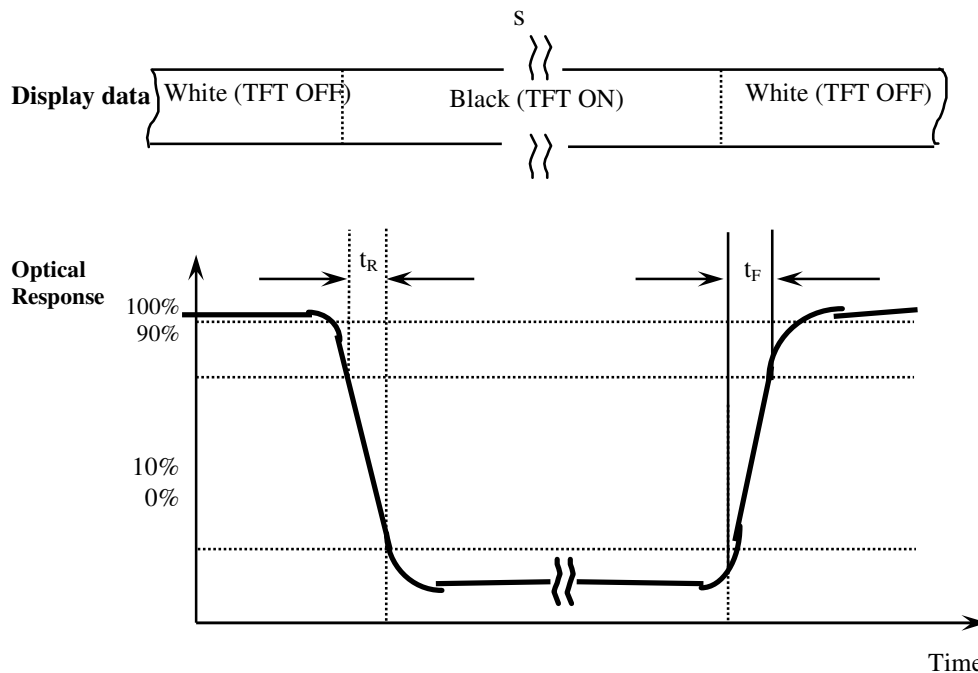 s
Display data
White (TFT OFF)
Black (TFT ON)
White (TFT OFF)
Optical
Response
tR
tF
100%
90%
10%
0%
Time